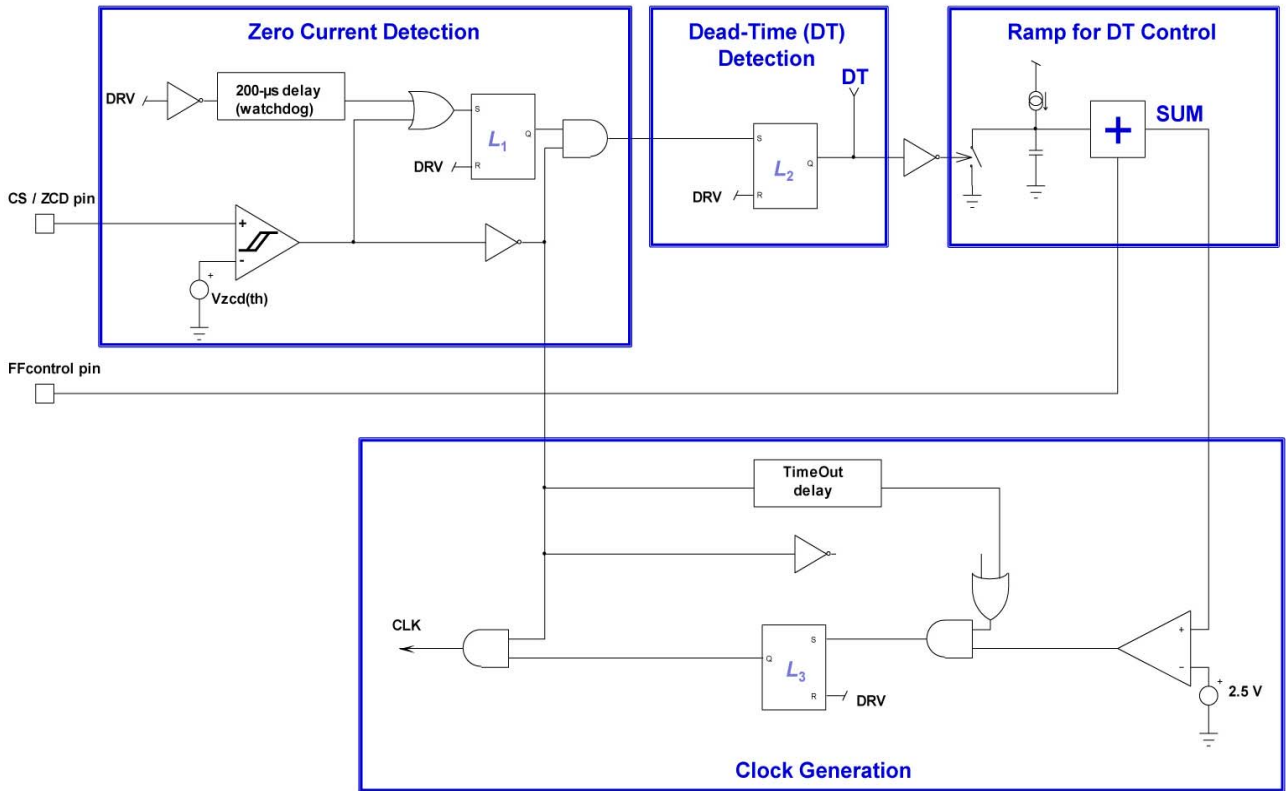 Zero Current Detection
DRV
200-µs delay
(watchdog)
S
L1
Q
R
DRV
CS / ZCD pin
+
-
+
Vzcd(th)
Dead-Time (DT)
Detection
DT
S
L2
Q
R
DRV
Ramp for DT Control
+
SUM
FFcontrol pin
TimeOut
delay
CLK
S
Q
L3
R
DRV
+
−
+
2.5 V
Clock Generation